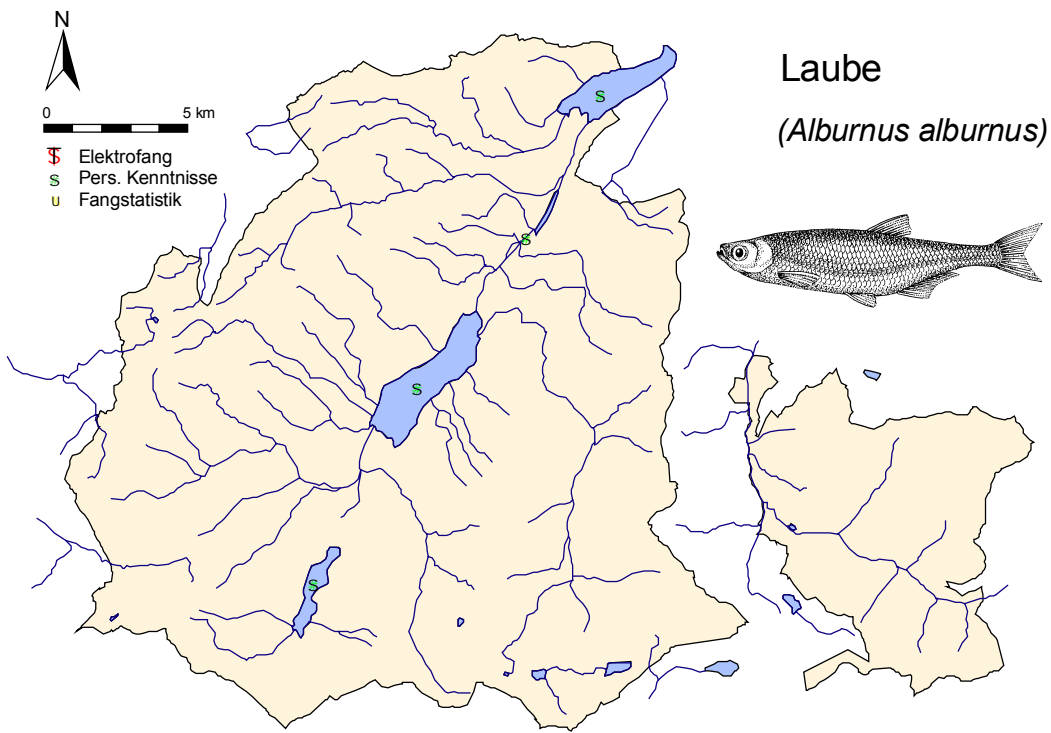 N
0 5 km
Elektrofang
S Pers. Kenntnisse
u Fangstatistik
Laube
(Alburnus alburnus)
S
S
S
S